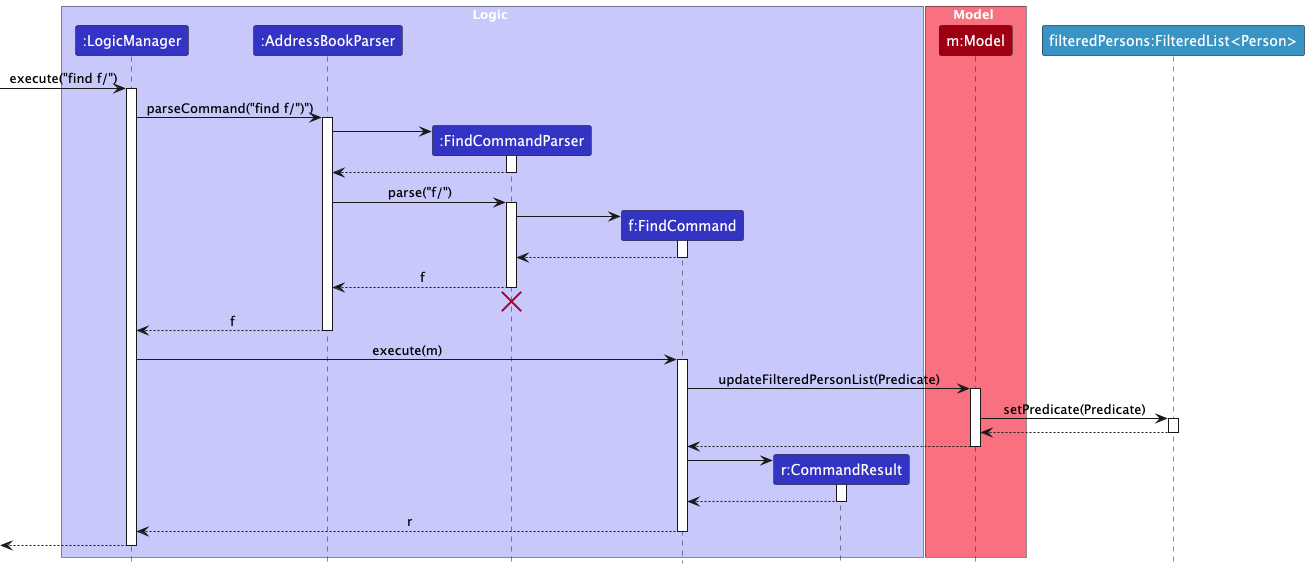 Logic
Model
:LogicManager
:AddressBookParser
m:Model
filteredPersons:FilteredList<Person>
execute("find f/")
parseCommand("find f/")")
:FindCommandParser
parse("f/")
f:FindCommand
f
f
execute(m)
updateFilteredPersonList(Predicate)
setPredicate(Predicate)
r:CommandResult
r